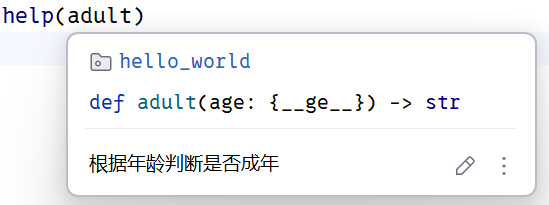 help(adult)
hello_world
def adult(age: {__ge__}) -> str
根据年龄判断是否成年